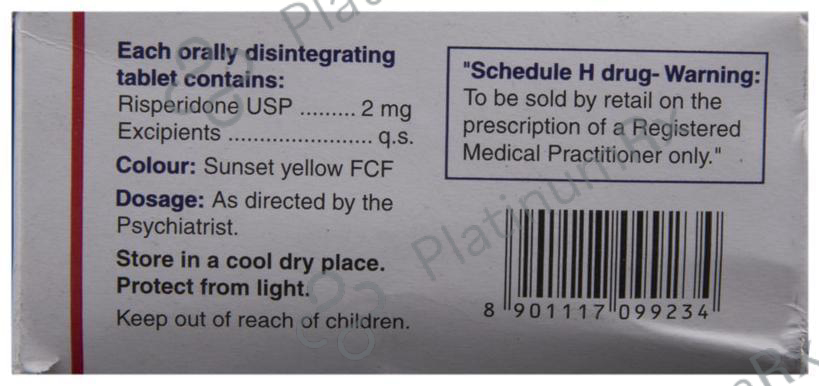 Each orally disintegrating
tablet contains:
Risperidone USP ......... 2 mg
Excipients ........................ q.s.
Colour: Sunset yellow FCF
Dosage: As directed by the
Psychiatrist.
Store in a cool dry place.
Protect from light.
Keep out of reach of children.
"Schedule H drug- Warning:
To be sold by retail on the
prescription of a Registered
Medical Practitioner only."
8 901117 099234
PlatinumRx